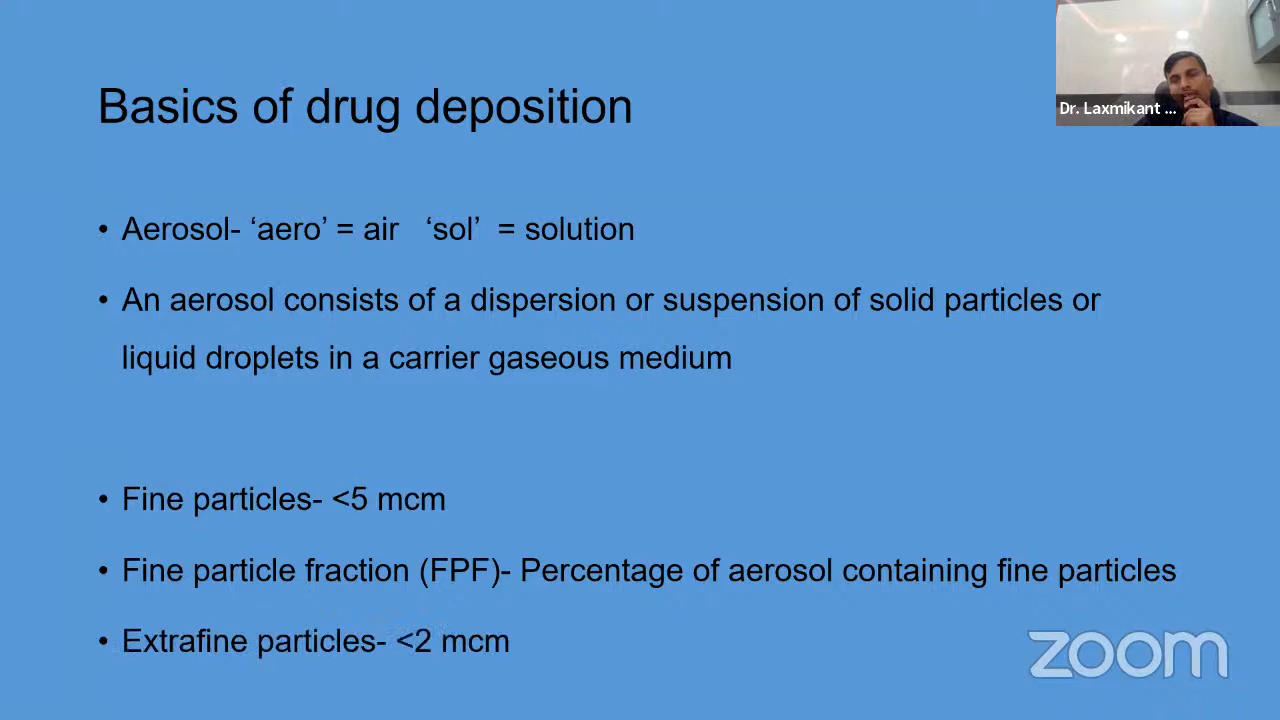 Basics of drug deposition
Dr. Laxmikant ...
• Aerosol- ‘aero’ = air ‘sol’ = solution
• An aerosol consists of a dispersion or suspension of solid particles or
liquid droplets in a carrier gaseous medium
• Fine particles- <5 mcm
• Fine particle fraction (FPF)- Percentage of aerosol containing fine particles
• Extrafine particles- <2 mcm
zoom